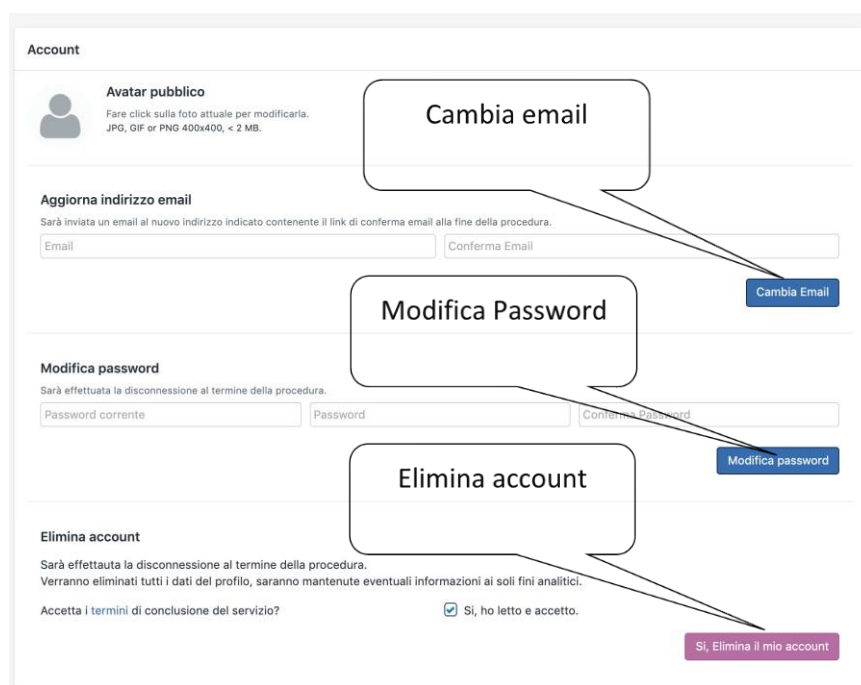 Account
Avatar pubblico
Fare click sulla foto attuale per modificarla.
JPG, GIF or PNG 400x400, < 2 MB.
Cambia email
Aggiorna indirizzo email
Sarà inviata un email al nuovo indirizzo indicato contenente il link di conferma email alla fine della procedura.
Email
Conferma Email
Cambia Email
Modifica Password
Modifica password
Sarà effettuata la disconnessione al termine della procedura.
Password corrente
Password
Conferma Password
Modifica password
Elimina account
Elimina account
Sarà effettauta la disconnessione al termine della procedura.
Verranno eliminati tutti i dati del profilo, saranno mantenute eventuali informazioni ai soli fini analitici.
Accetta i termini di conclusione del servizio?
Si, ho letto e accetto.
Si, Elimina il mio account